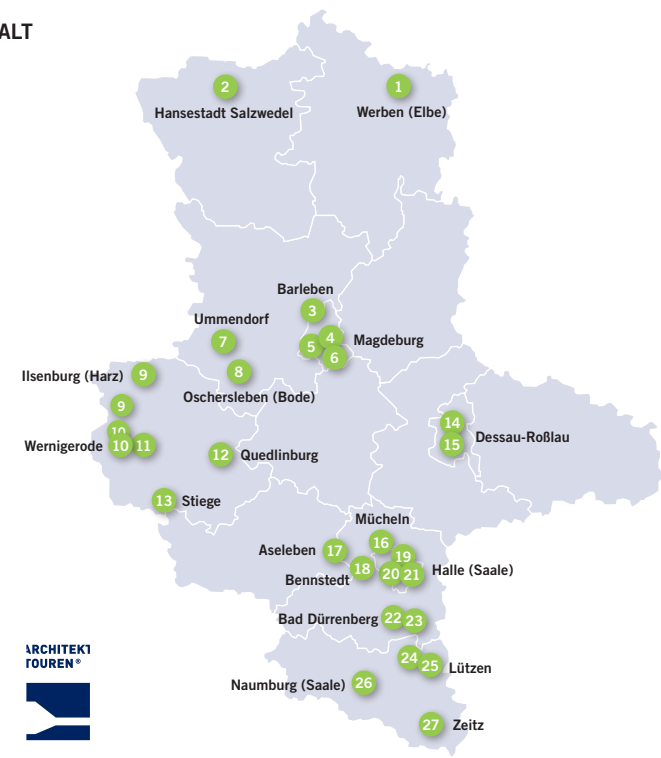 ALT
2
1
Hansestadt Salzwedel
Werben (Elbe)
Barleben
3
Ummendorf
7
4
5
6
Magdeburg
Ilsenburg (Harz)
9
8
Oschersleben (Bode)
9
10
Wernigerode
10
11
12
Quedlinburg
14
15
Dessau-Roßlau
13
Stiege
Mücheln
16
Aseleben
17
19
Bennstedt
18
20
21
Halle (Saale)
Bad Dürrenberg
22
23
24
25
Lützen
Naumburg (Saale)
26
27
Zeitz
ARCHITEKT
TOUREN®